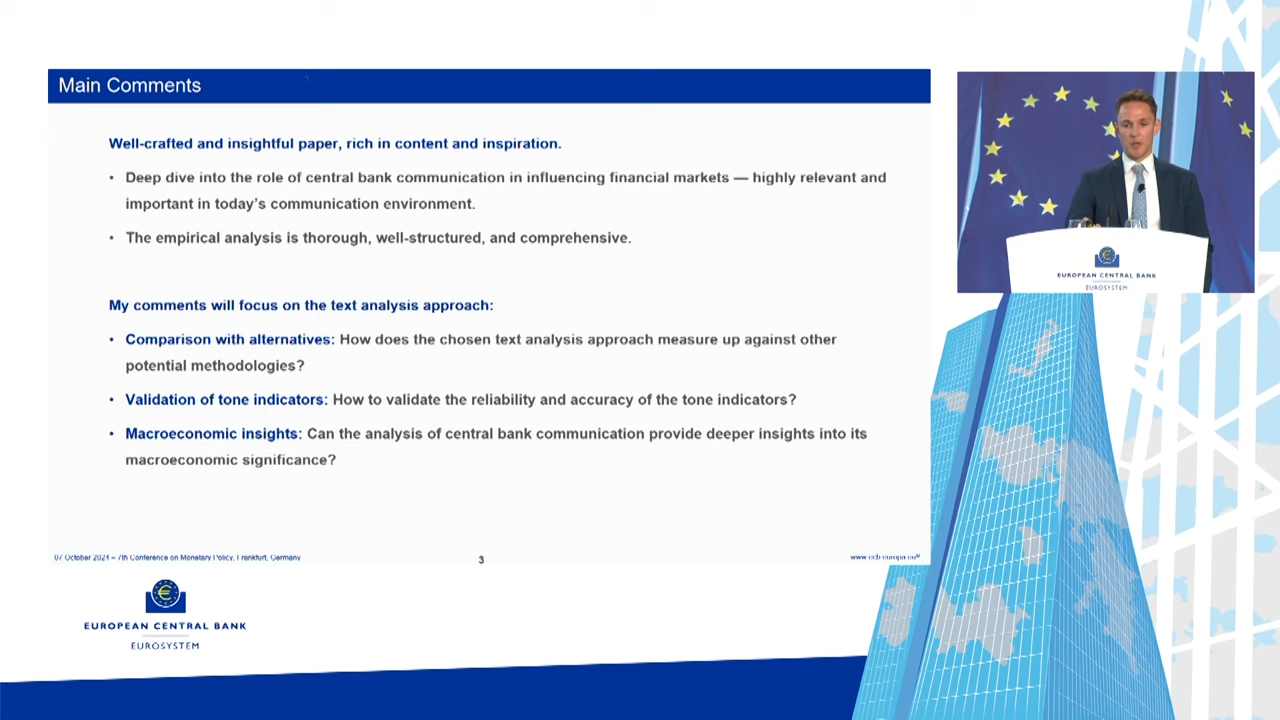 Main Comments
Well-crafted and insightful paper, rich in content and inspiration.
• Deep dive into the role of central bank communication in influencing financial markets — highly relevant and
important in today's communication environment.
• The empirical analysis is thorough, well-structured, and comprehensive.
My comments will focus on the text analysis approach:
• Comparison with alternatives: How does the chosen text analysis approach measure up against other
potential methodologies?
• Validation of tone indicators: How to validate the reliability and accuracy of the tone indicators?
• Macroeconomic insights: Can the analysis of central bank communication provide deeper insights into its
macroeconomic significance?
07 October 2024 – 7th Conference on Monetary Policy, Frankfurt, Germany
3
EUROPEAN CENTRAL BANK
EUROSYSTEM
EUROPEAN CENTRAL BANK
EUROSYSTEM